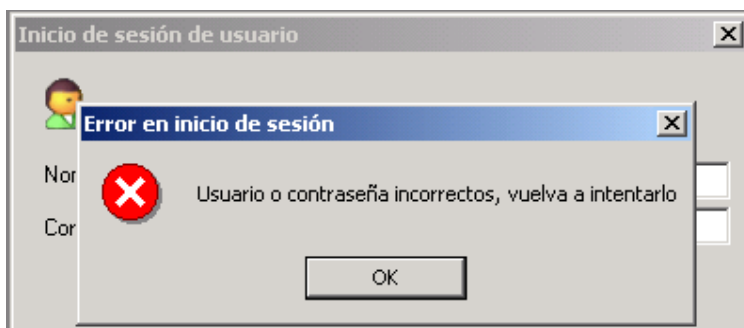 Inicio de sesión de usuario
Error en inicio de sesión
Usuario o contraseña incorrectos, vuelva a intentarlo
OK